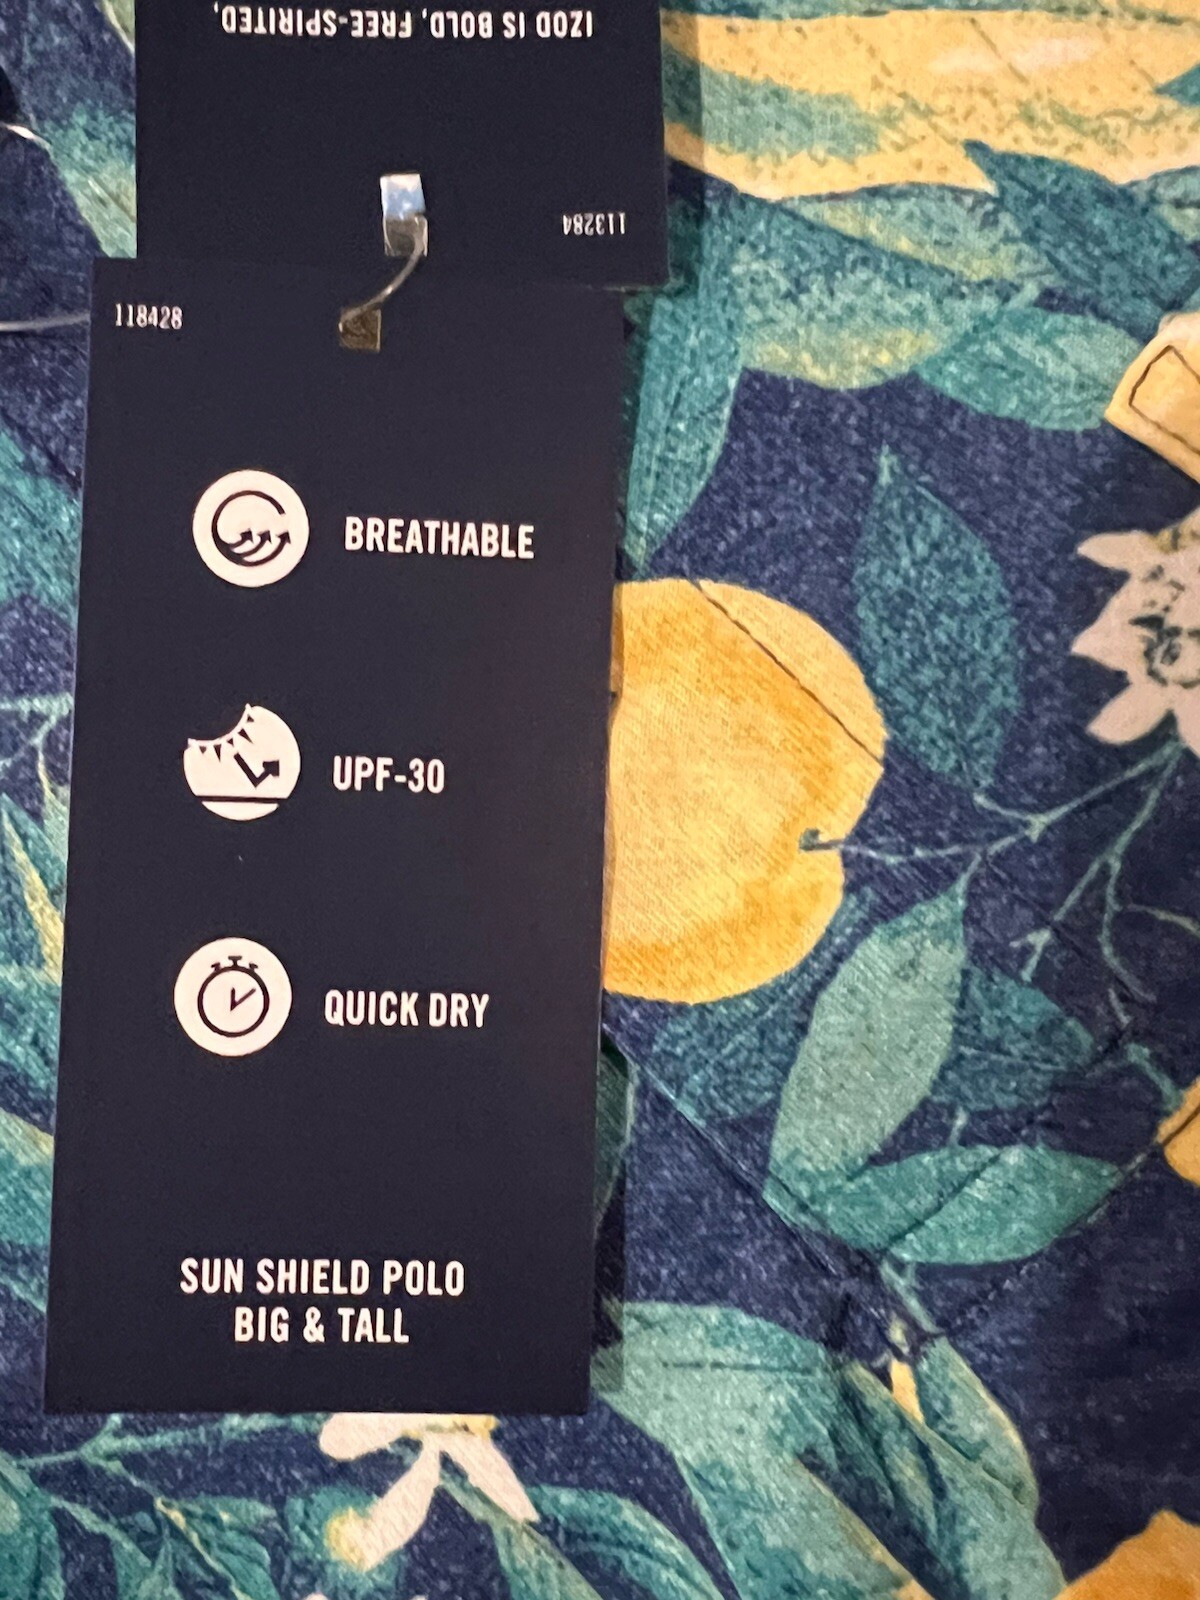 IZOD IS BOLD, FREE-SPIRITED,
113284
118428
BREATHABLE
UPF-30
QUICK DRY
SUN SHIELD POLO
BIG & TALL